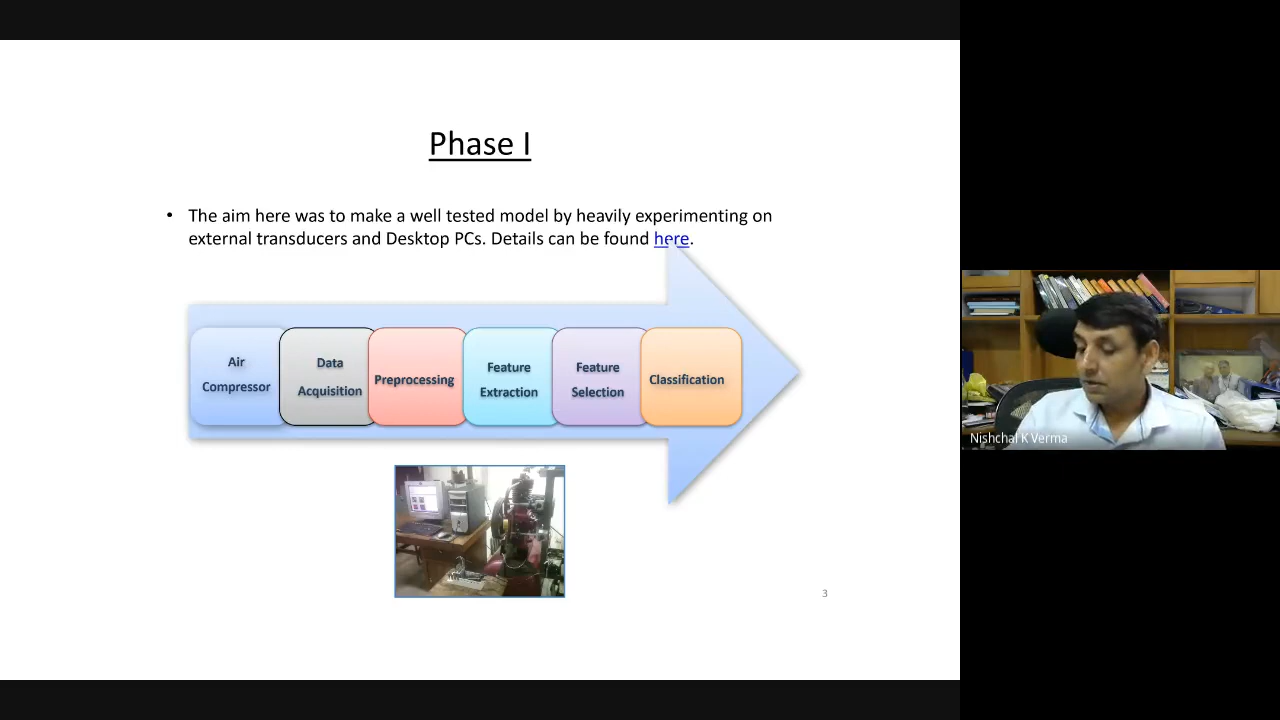 Phase I
• The aim here was to make a well tested model by heavily experimenting on
external transducers and Desktop PCs. Details can be found here.
Air
Compressor
Data
Acquisition
Preprocessing
Feature
Extraction
Feature
Selection
Classification
3
Nishchal K Verma